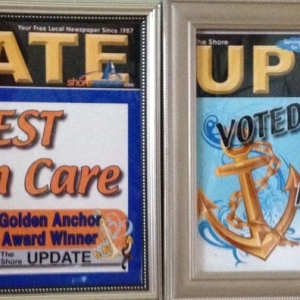 Your Free Local Newspaper Since 1987
ATE
shore
EST
n Care
Golden Anchor
Award Winner
The
Shore
UPDATE
The Shore
UP
VOTED